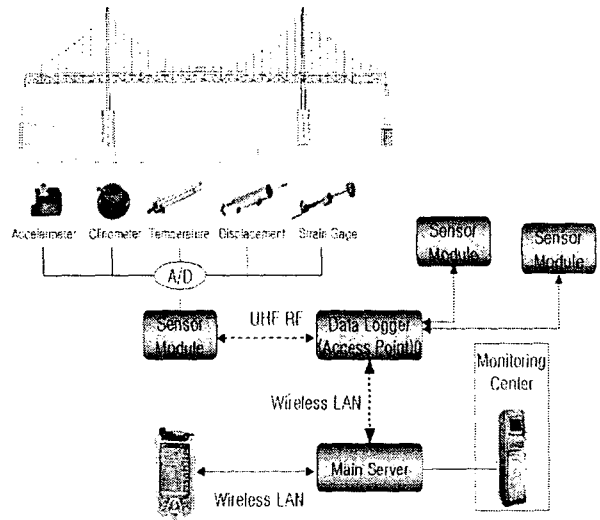 Accelermeter Clinometer Temperature Displacement Strain Gage
A/D
Sensor
Module
Sensor
Module
Sensor
Module
UHF RF
Data Logger
(Access Point)
Monitoring
Center
Wireless LAN
Main Server
Wireless LAN